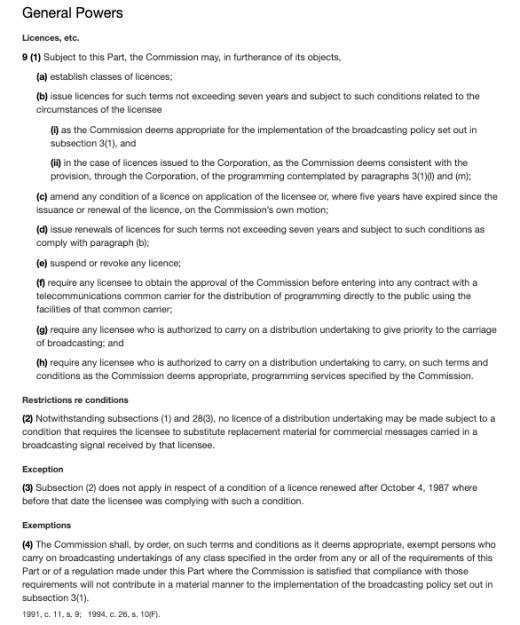 General Powers
Licences, etc.
9 (1) Subject to this Part, the Commission may, in furtherance of its objects,
(a) establish classes of licences;
(b) issue licences for such terms not exceeding seven years and subject to such conditions related to the
circumstances of the licensee
(i) as the Commission deems appropriate for the implementation of the broadcasting policy set out in
subsection 3(1), and
(ii) in the case of licences issued to the Corporation, as the Commission deems consistent with the
provision, through the Corporation, of the programming contemplated by paragraphs 3(1)(l) and (m);
(c) amend any condition of a licence on application of the licensee or, where five years have expired since the
issuance or renewal of the licence, on the Commission's own motion;
(d) issue renewals of licences for such terms not exceeding seven years and subject to such conditions as
comply with paragraph (b);
(e) suspend or revoke any licence;
(f) require any licensee to obtain the approval of the Commission before entering into any contract with a
telecommunications common carrier for the distribution of programming directly to the public using the
facilities of that common carrier;
(g) require any licensee who is authorized to carry on a distribution undertaking to give priority to the carriage
of broadcasting; and
(h) require any licensee who is authorized to carry on a distribution undertaking to carry, on such terms and
conditions as the Commission deems appropriate, programming services specified by the Commission.
Restrictions re conditions
(2) Notwithstanding subsections (1) and 28(3), no licence of a distribution undertaking may be made subject to a
condition that requires the licensee to substitute replacement material for commercial messages carried in a
broadcasting signal received by that licensee.
Exception
(3) Subsection (2) does not apply in respect of a condition of a licence renewed after October 4, 1987 where
before that date the licensee was complying with such a condition.
Exemptions
(4) The Commission shall, by order, on such terms and conditions as it deems appropriate, exempt persons who
carry on broadcasting undertakings of any class specified in the order from any or all of the requirements of this
Part or of a regulation made under this Part where the Commission is satisfied that compliance with those
requirements will not contribute in a material manner to the implementation of the broadcasting policy set out in
subsection 3(1).
1991, c. 11, s. 9; 1994, c. 26, s. 10(F).